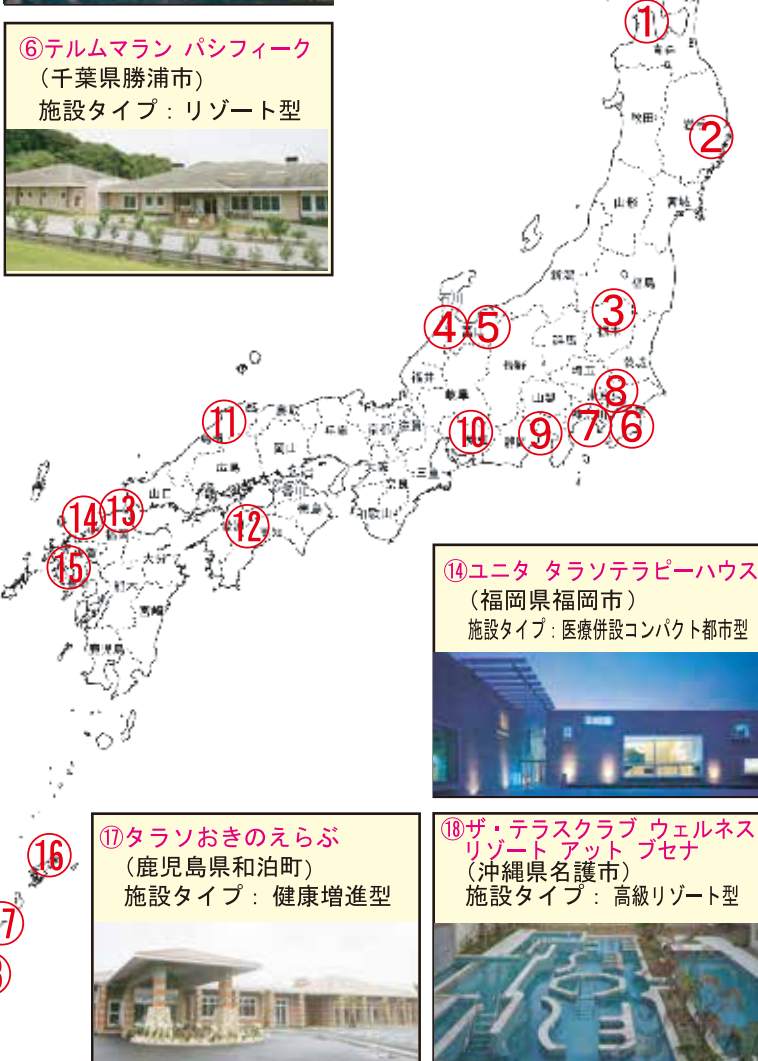 ①
⑥テルムマラン パシフィーク
（千葉県勝浦市）
施設タイプ：リゾート型
青森
秋田
岩手
②
山形
宮城
新潟
福島
石川
③
④
富山
⑤
栃木
群馬
長野
茨城
福井
埼玉
岐阜
山梨
⑧
⑦
⑥
⑪
鳥取
兵庫
京都
滋賀
⑩
静岡
⑨
岡山
広島
大阪
三重
奈良
山口
香川
徳島
和歌山
⑭
⑬
⑫
高知
福岡
⑮
大分
熊本
宮崎
鹿児島
⑭ユニタ タラソテラピーハウス
（福岡県福岡市）
施設タイプ：医療併設コンパクト都市型
⑯
⑰タラソおきのえらぶ
（鹿児島県和泊町）
施設タイプ：健康増進型
⑱ザ・テラスクラブ ウェルネス
リゾート アット ブセナ
（沖縄県名護市）
施設タイプ：高級リゾート型
7